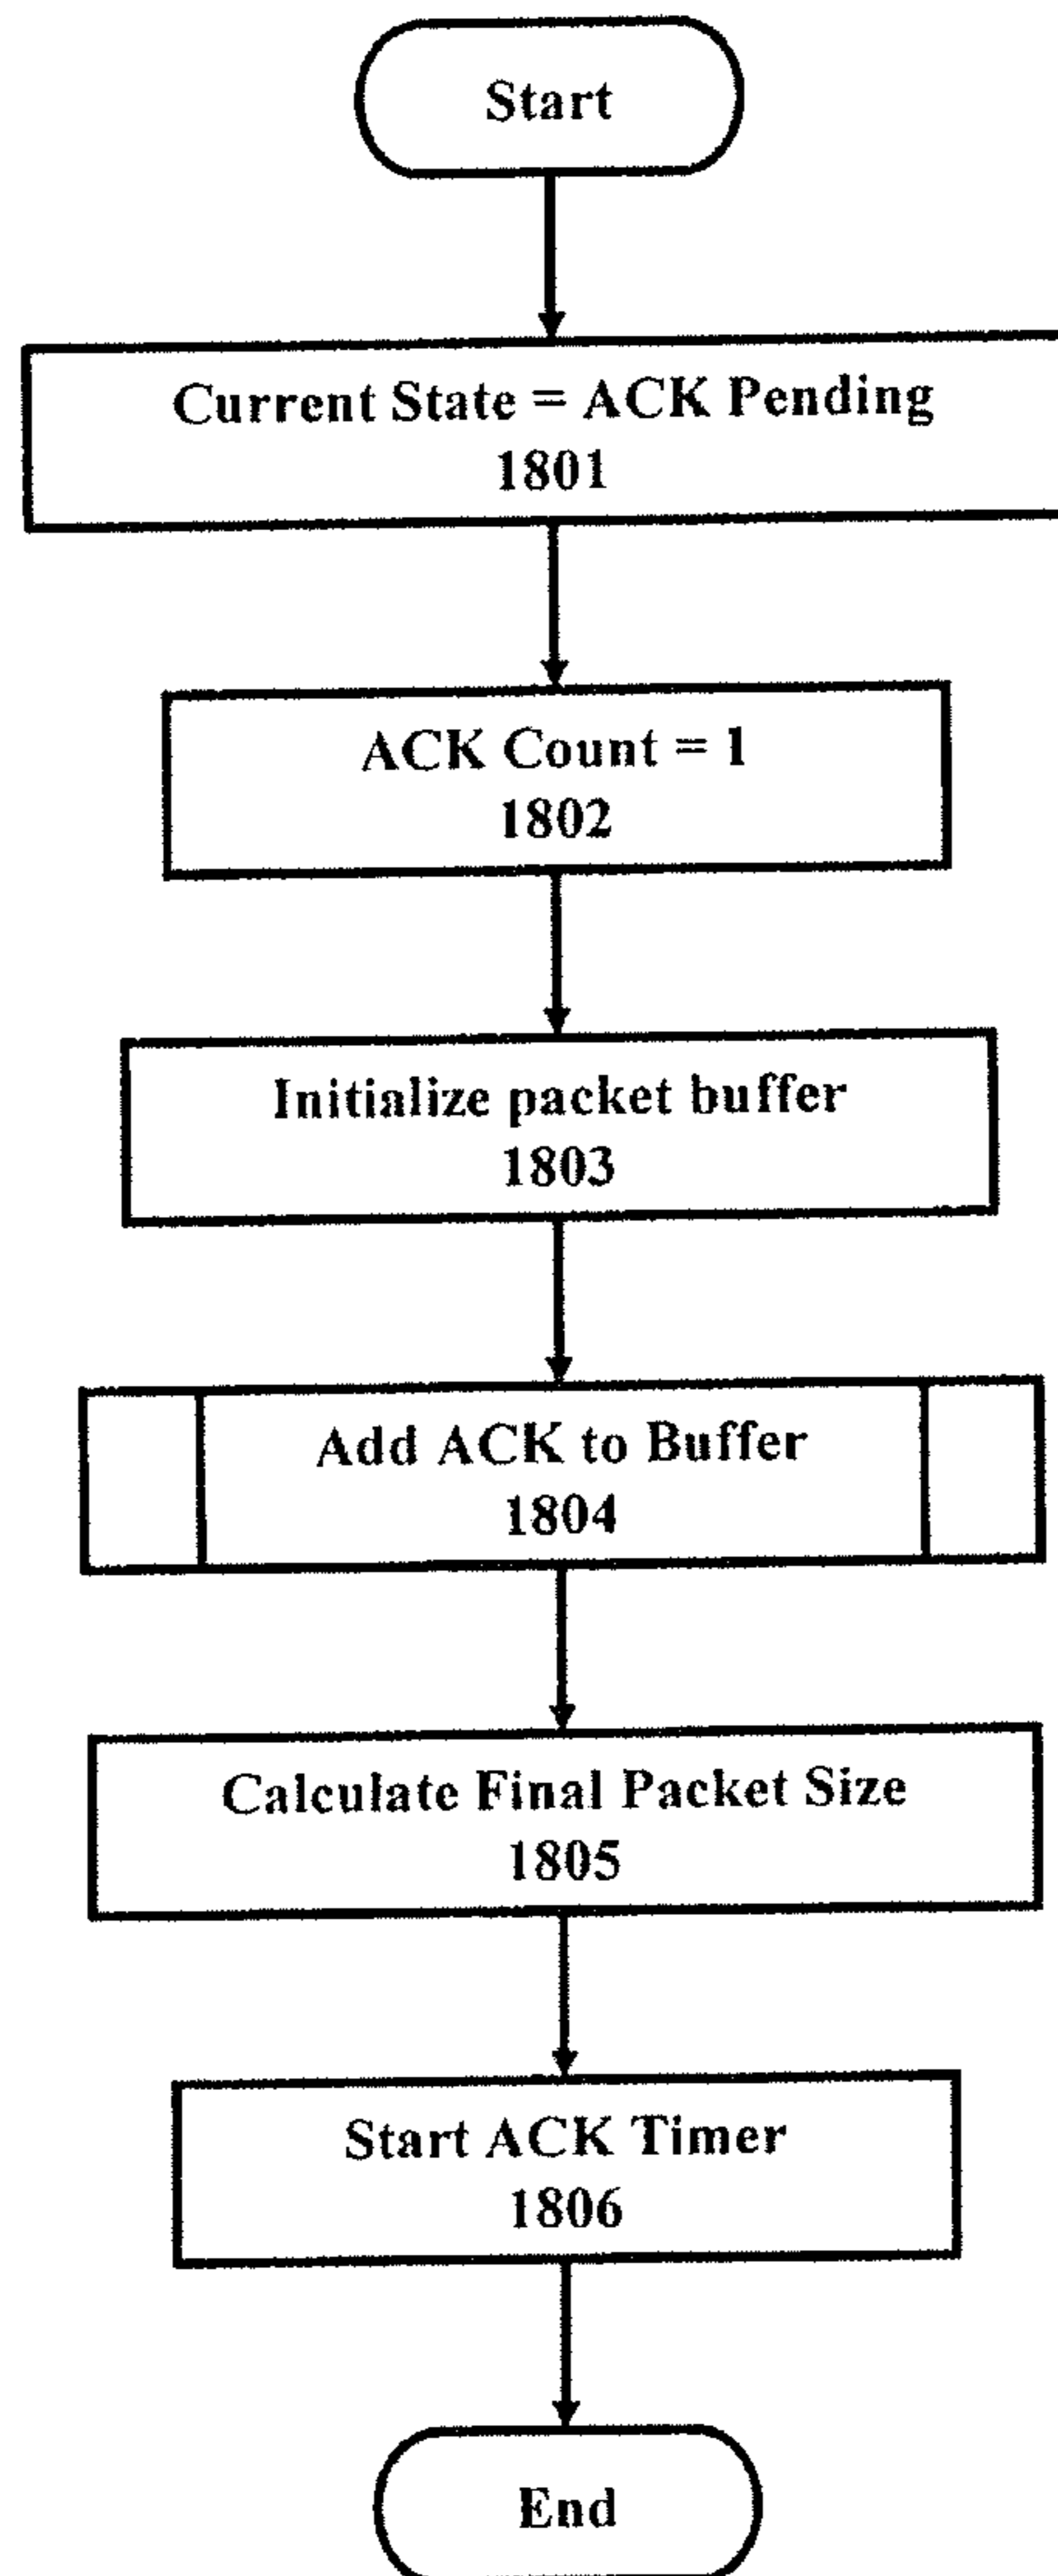 Start
Current State = ACK Pending
1801
ACK Count = 1
1802
Initialize packet buffer
1803
Add ACK to Buffer
1804
Calculate Final Packet Size
1805
Start ACK Timer
1806
End